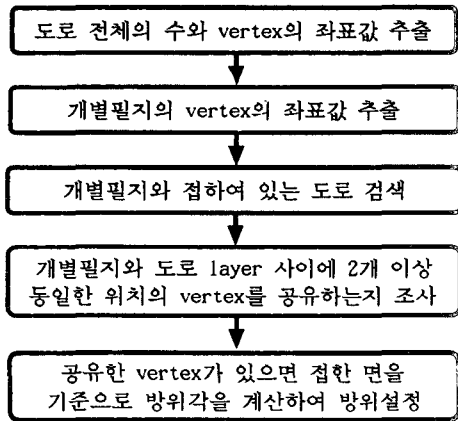 도로 전체의 수와 vertex의 좌표값 추출
개별필지의 vertex의 좌표값 추출
개별필지와 접하여 있는 도로 검색
개별필지와 도로 layer 사이에 2개 이상
동일한 위치의 vertex를 공유하는지 조사
공유한 vertex가 있으면 접한 면을
기준으로 방위각을 계산하여 방위설정